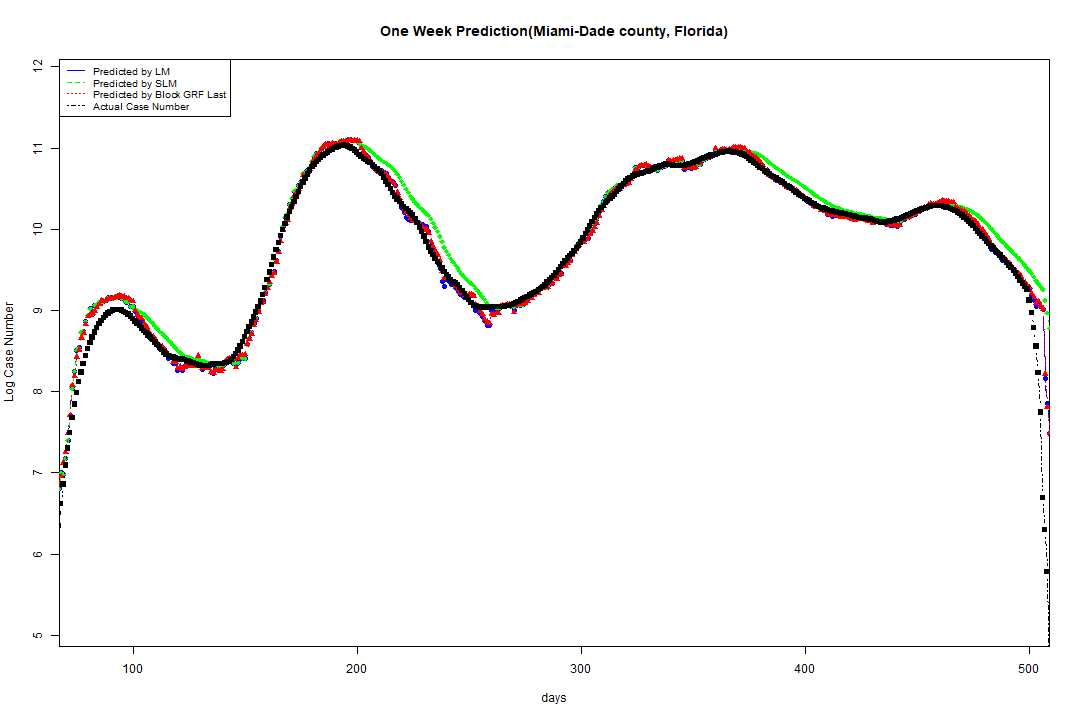 One Week Prediction(Miami-Dade county, Florida)
Predicted by LM
Predicted by SLM
Predicted by Block GRF Last
Actual Case Number
12
11
10
9
8
7
6
5
Log Case Number
100 200 300 400 500
days